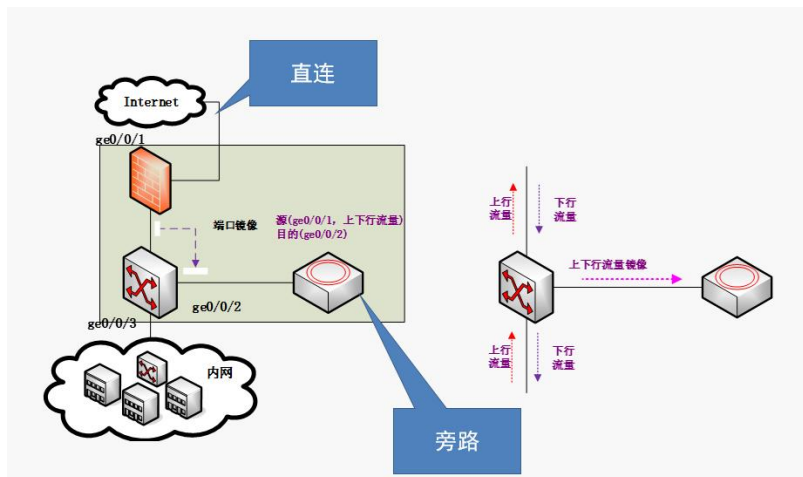 直连
Internet
ge0/0/1
端口镜像
源(ge0/0/1，上下行流量)
目的(ge0/0/2)
ge0/0/2
ge0/0/3
内网
旁路
上行
流量
下行
流量
上下行流量镜像
上行
流量
下行
流量